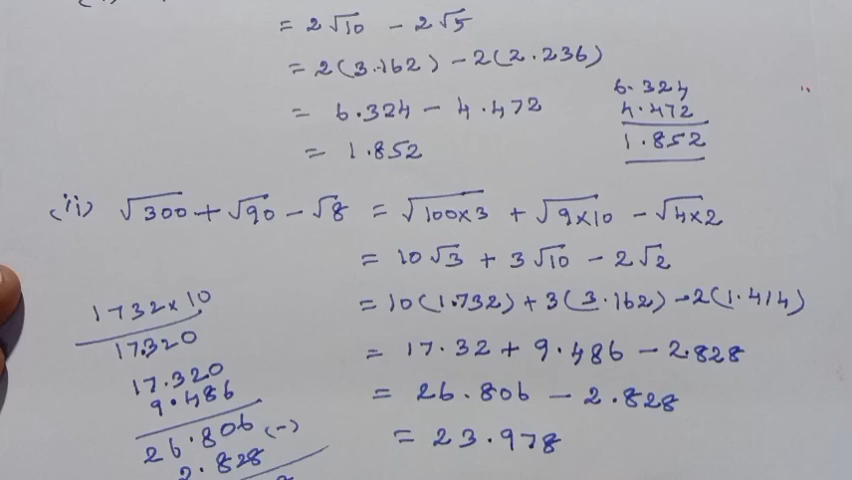 = 2√10 - 2√5
= 2(3.162) - 2(2.236)
= 6.324 - 4.472
= 1.852
6.324
4.472
1.852
(ii) √300 + √90 - √8 = √100×3 + √9×10 - √4×2
= 10√3 + 3√10 - 2√2
= 10(1.732) + 3(3.162) - 2(1.414)
= 17.32 + 9.486 - 2.828
= 26.806 - 2.828
= 23.978
1732×10
17.320
17.320
9.486
26.806 (-)
2.828